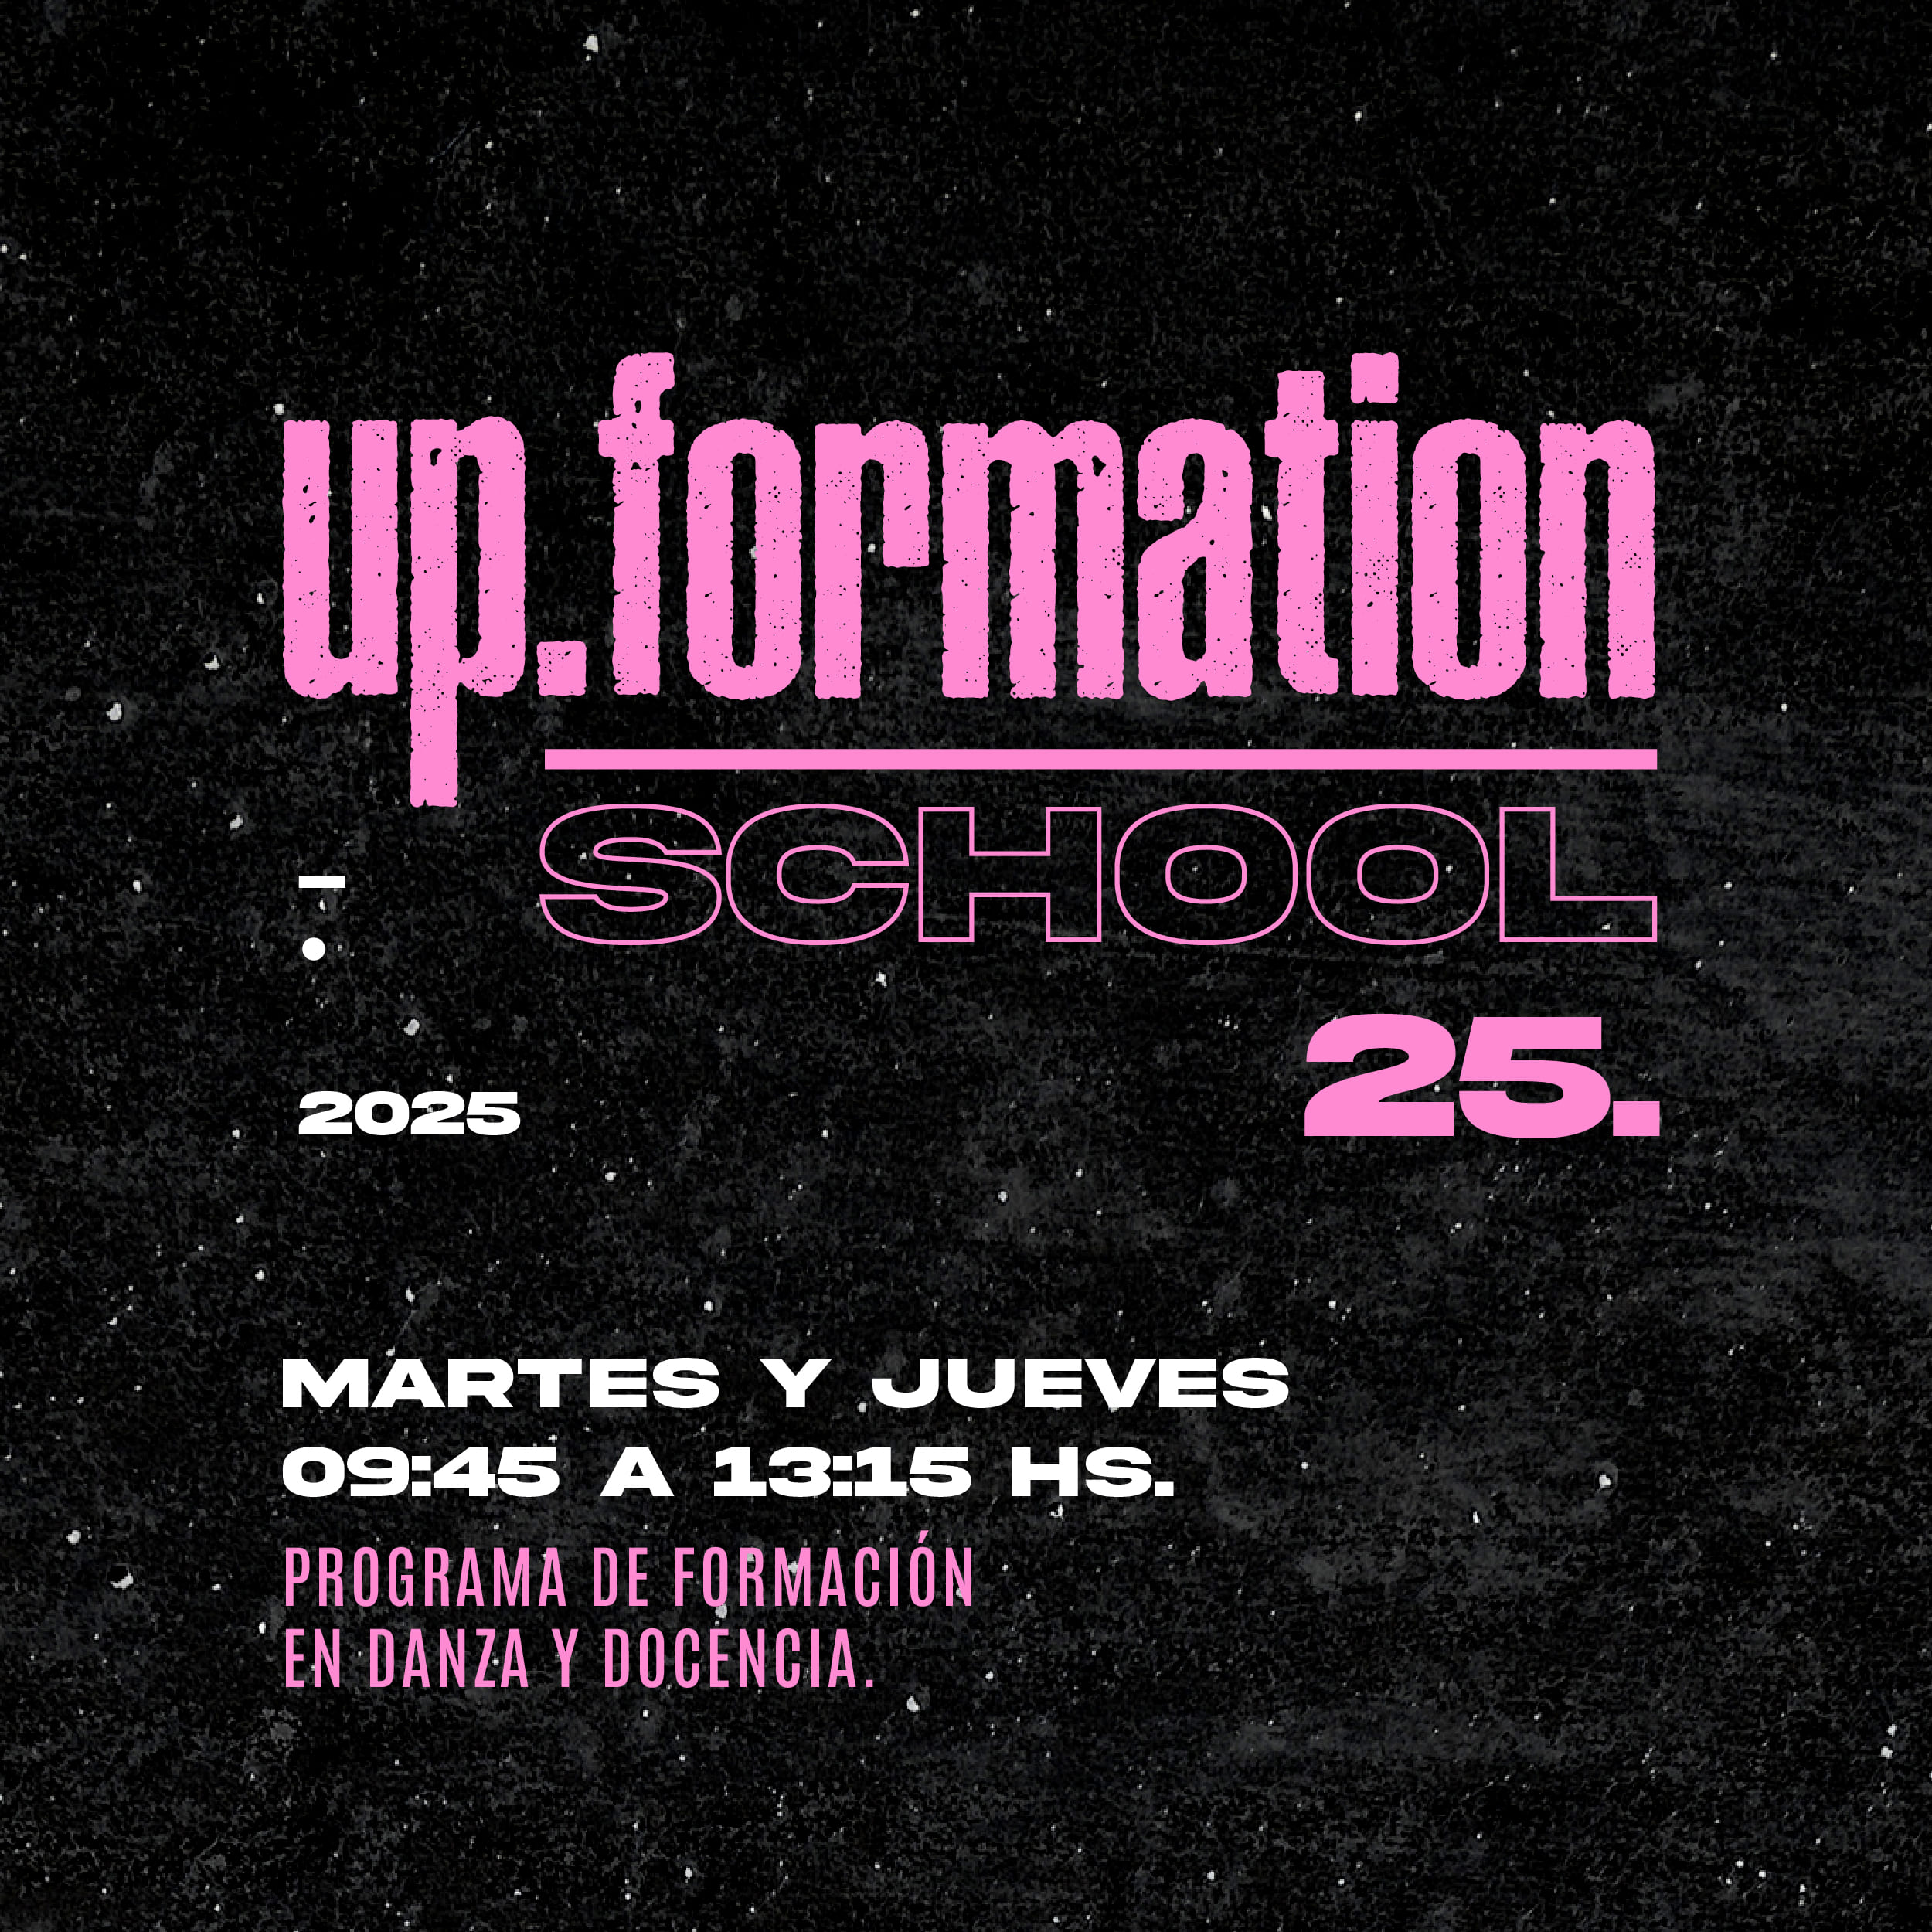 up.formation
SCHOOL
25.
2025
MARTES Y JUEVES
09:45 A 13:15 HS.
PROGRAMA DE FORMACIÓN
EN DANZA Y DOCENCIA.